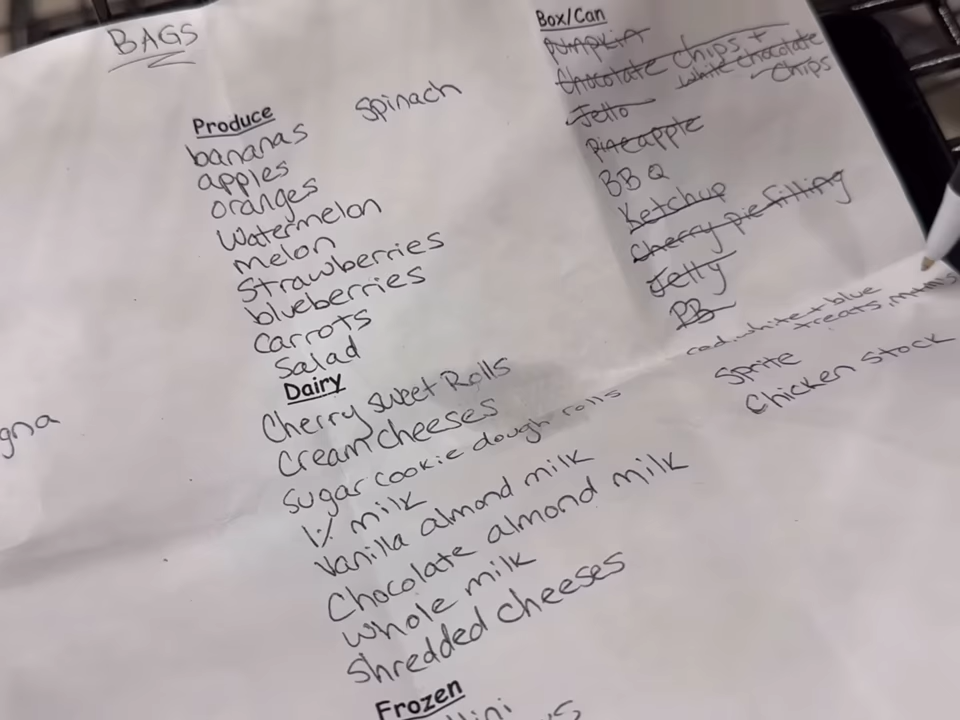 BAGS
Produce
Spinach
bananas
apples
oranges
Watermelon
melon
Strawberries
blueberries
Carrots
Salad
Dairy
Cherry Sweet Rolls
Cream cheeses
Sugar cookie dough rolls
1% milk
Vanilla almond milk
Chocolate almond milk
Whole milk
Shredded cheeses
Frozen
Box/Can
Pumpkin
Chocolate Chips +
white chocolate
Chips
Jello
Pineapple
BBQ
Ketchup
Cherry pie filling
Jelly
PB
red, white + blue
treats, m+ms
Sprite
Chicken Stock
gna